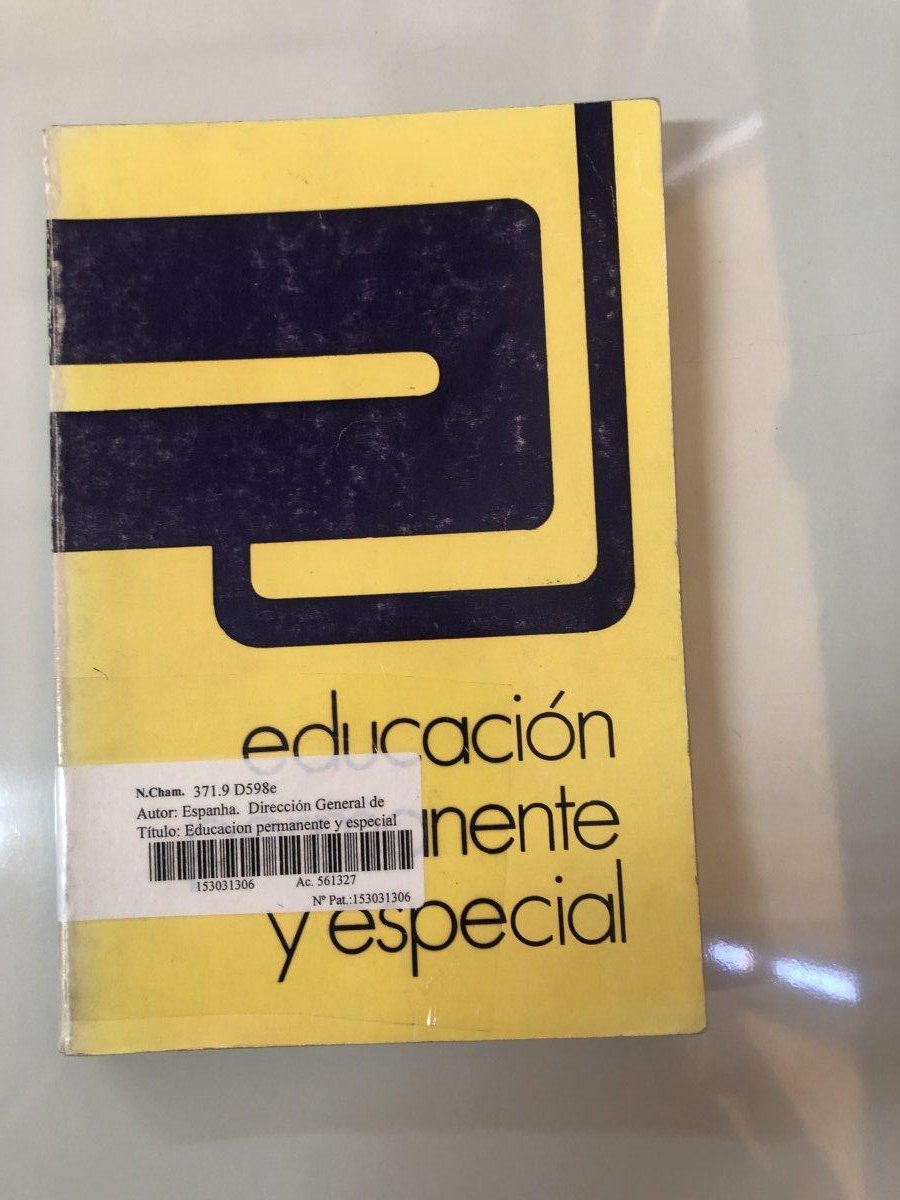 educación
anente
y especial
N.Cham. 371.9 D598e
Autor: Espanha. Dirección General de
Título: Educacion permanente y especial
153031306 Ac. 561327
Nº Pat.:153031306